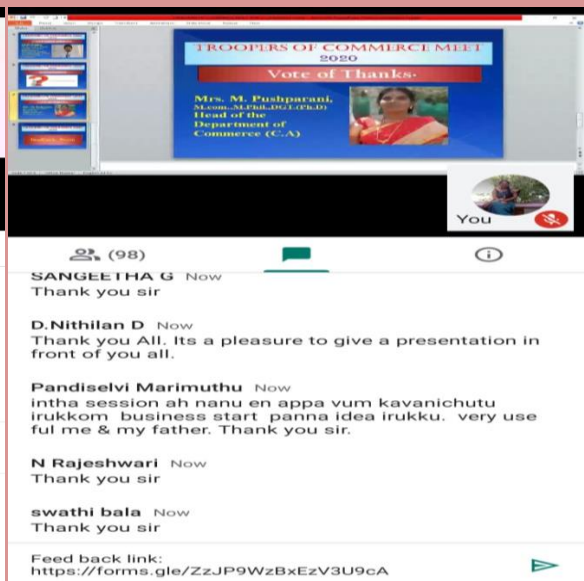 TROOPERS OF COMMERCE MEET
2020
Vote of Thanks.
Mrs. M. Pushparani,
M.com.,M.Phil.,DGT.(Ph.D)
Head of the
Department of
Commerce (C.A)
You
(98)
SANGEETHA G Now
Thank you sir
D.Nithilan D Now
Thank you All. Its a pleasure to give a presentation in
front of you all.
Pandiselvi Marimuthu Now
intha session ah nanu en appa vum kavanichutu
irukkom business start panna idea irukku. very use
ful me & my father. Thank you sir.
N Rajeshwari Now
Thank you sir
swathi bala Now
Thank you sir
Feed back link:
https://forms.gle/ZzJP9WzBxEzV3U9cA